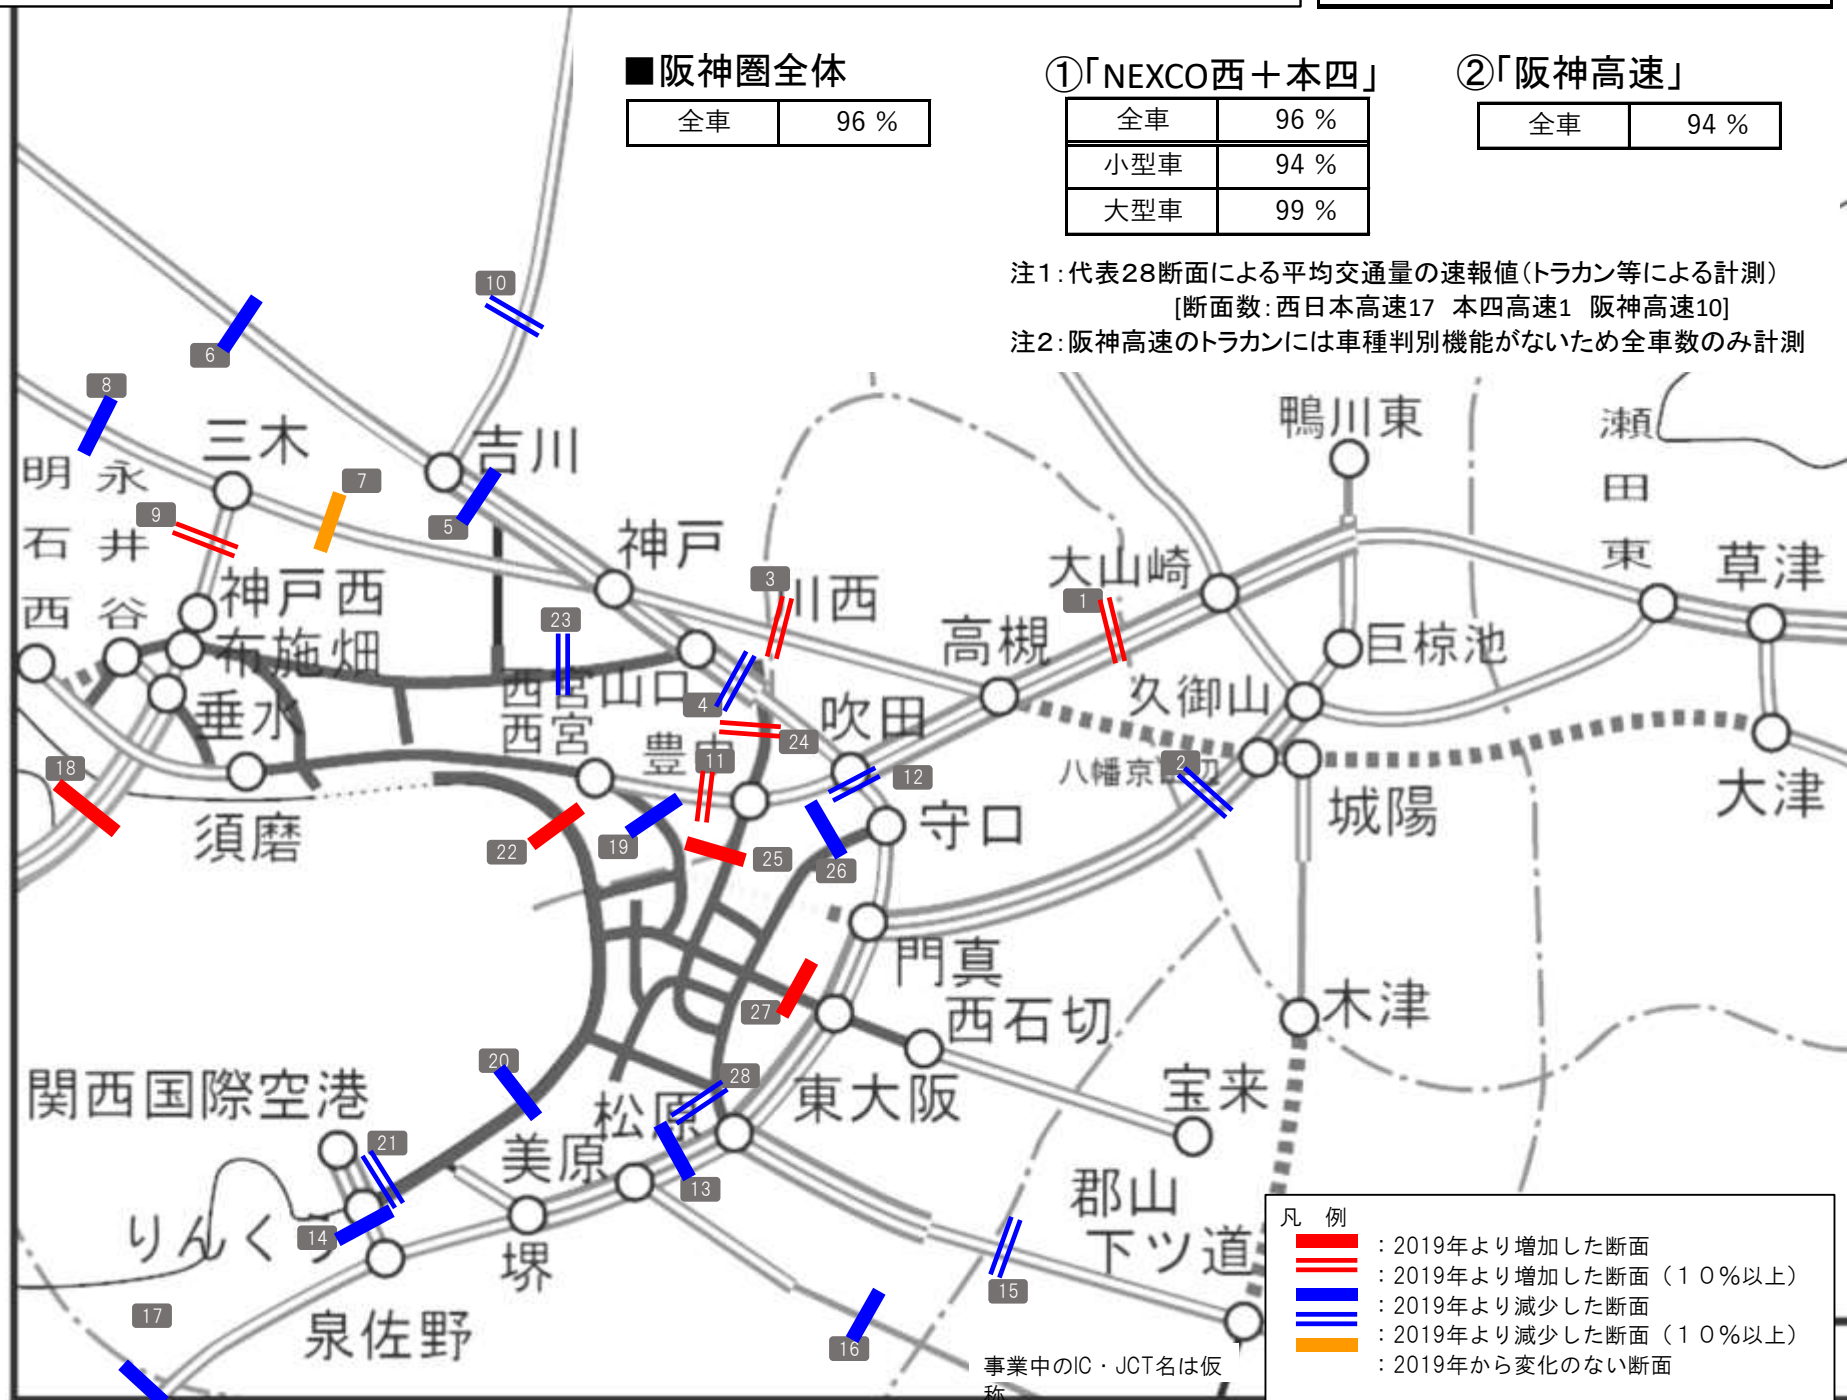 ■阪神圏全体
全車 96 %
①「NEXCO西＋本四」
全車 96 %
小型車 94 %
大型車 99 %
②「阪神高速」
全車 94 %
注１：代表２８断面による平均交通量の速報値（トラカン等による計測）
[断面数：西日本高速17 本四高速1 阪神高速10]
注２：阪神高速のトラカンには車種判別機能がないため全車数のみ計測
10
6
8
三木
吉川
鴨川東
瀬田東
明石西
永井谷
7
9
5
神戸
大山崎
草津
神戸西
3
川西
1
23
布施畑
高槻
巨椋池
西宮山口
4
久御山
垂水
西宮
吹田
24
豊中
11
12
八幡京田辺
2
18
大津
城陽
須磨
22
19
25
26
守口
門真
27
西石切
木津
20
28
東大阪
宝来
関西国際空港
松原
21
美原
13
郡山
下ツ道
りんくう
14
堺
15
17
泉佐野
16
事業中のIC・JCT名は仮
称
凡 例
：2019年より増加した断面
：2019年より増加した断面（１０％以上）
：2019年より減少した断面
：2019年より減少した断面（１０％以上）
：2019年から変化のない断面